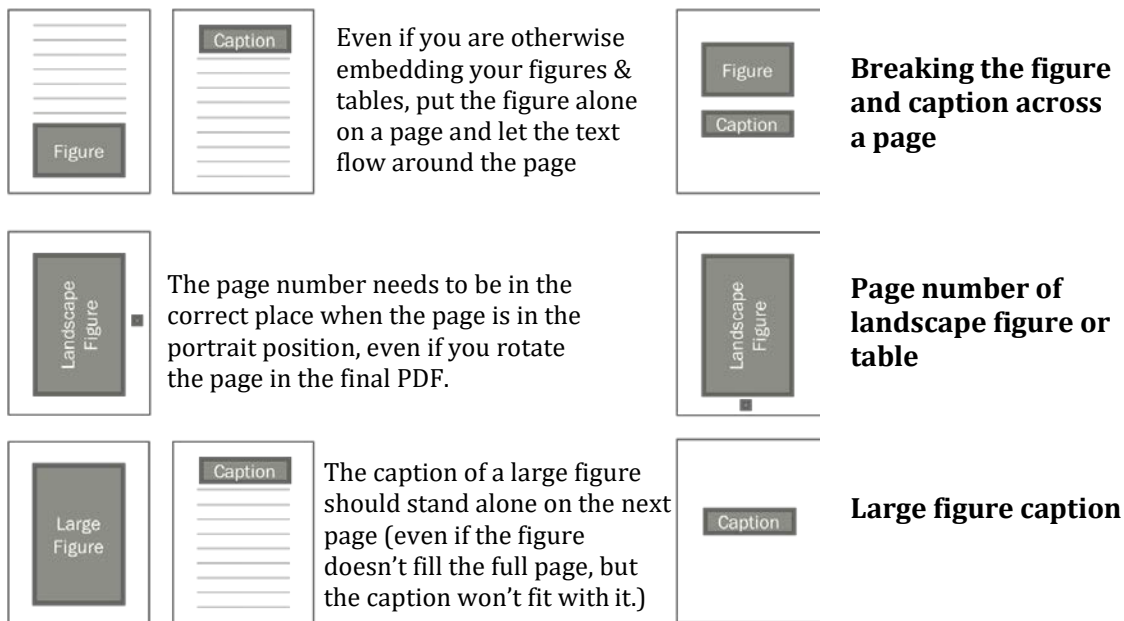 Figure
Caption
Even if you are otherwise
embedding your figures &
tables, put the figure alone
on a page and let the text
flow around the page
Figure
Caption
Breaking the figure
and caption across
a page
Landscape
Figure
The page number needs to be in the
correct place when the page is in the
portrait position, even if you rotate
the page in the final PDF.
Landscape
Figure
Page number of
landscape figure or
table
Large
Figure
Caption
The caption of a large figure
should stand alone on the next
page (even if the figure
doesn’t fill the full page, but
the caption won’t fit with it.)
Caption
Large figure caption